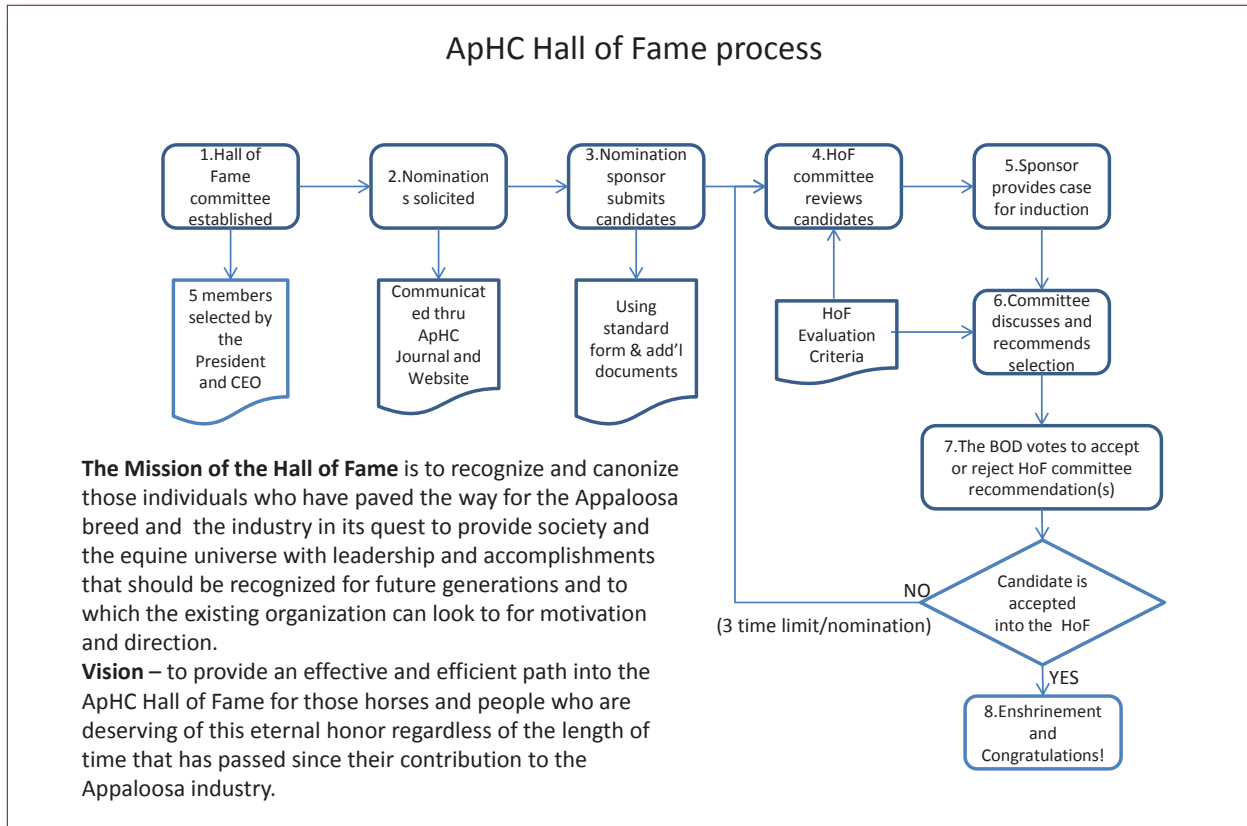 ApHC Hall of Fame process
1.Hall of
Fame
committee
established
2.Nomination
s solicited
3.Nomination
sponsor
submits
candidates
4.HoF
committee
reviews
candidates
5.Sponsor
provides case
for induction
5 members
selected by
the
President
and CEO
Communicat
ed thru
ApHC
Journal and
Website
Using
standard
form & add’l
documents
HoF
Evaluation
Criteria
6.Committee
discusses and
recommends
selection
7.The BOD votes to accept
or reject HoF committee
recommendation(s)
Candidate is
accepted
into the HoF
NO
(3 time limit/nomination)
YES
8.Enshrinement
and
Congratulations!
The Mission of the Hall of Fame is to recognize and canonize
those individuals who have paved the way for the Appaloosa
breed and the industry in its quest to provide society and
the equine universe with leadership and accomplishments
that should be recognized for future generations and to
which the existing organization can look to for motivation
and direction.
Vision – to provide an effective and efficient path into the
ApHC Hall of Fame for those horses and people who are
deserving of this eternal honor regardless of the length of
time that has passed since their contribution to the
Appaloosa industry.